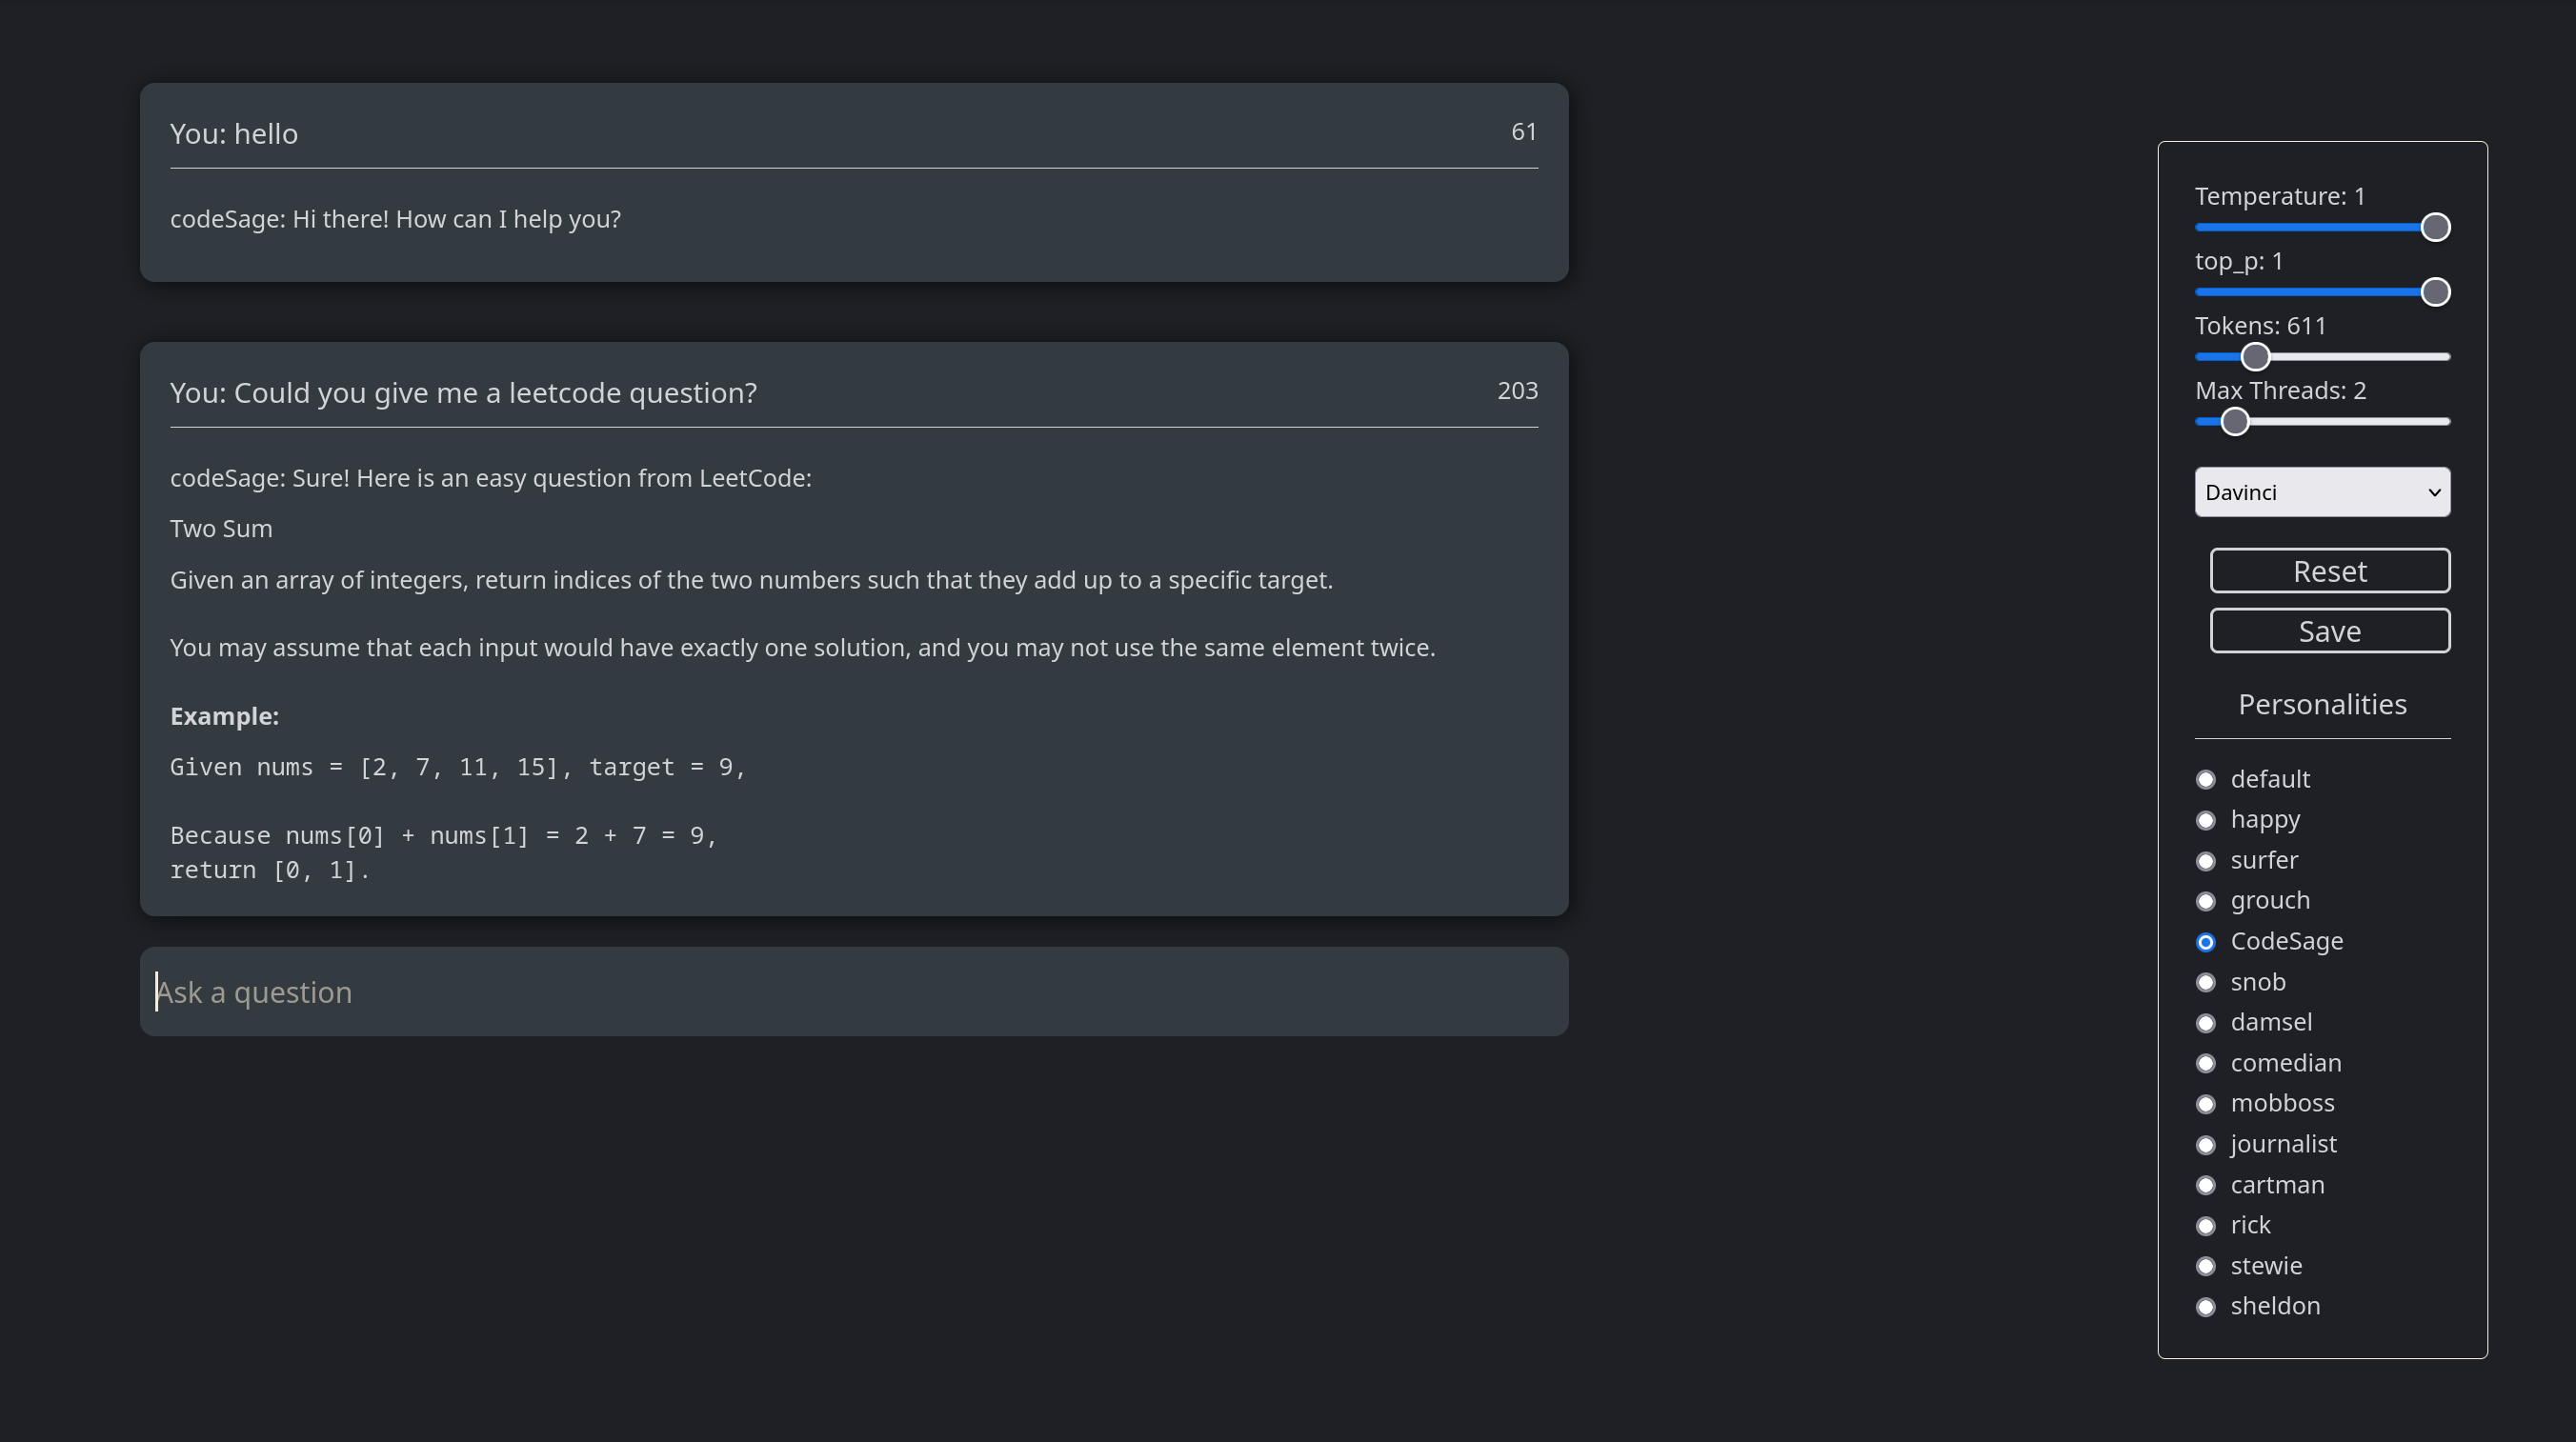 You: hello
61
codeSage: Hi there! How can I help you?
You: Could you give me a leetcode question?
203
codeSage: Sure! Here is an easy question from LeetCode:
Two Sum
Given an array of integers, return indices of the two numbers such that they add up to a specific target.
You may assume that each input would have exactly one solution, and you may not use the same element twice.
Example:
Given nums = [2, 7, 11, 15], target = 9,
Because nums[0] + nums[1] = 2 + 7 = 9,
return [0, 1].
Ask a question
Temperature: 1
top_p: 1
Tokens: 611
Max Threads: 2
Davinci
Reset
Save
Personalities
default
happy
surfer
grouch
CodeSage
snob
damsel
comedian
mobboss
journalist
cartman
rick
stewie
sheldon